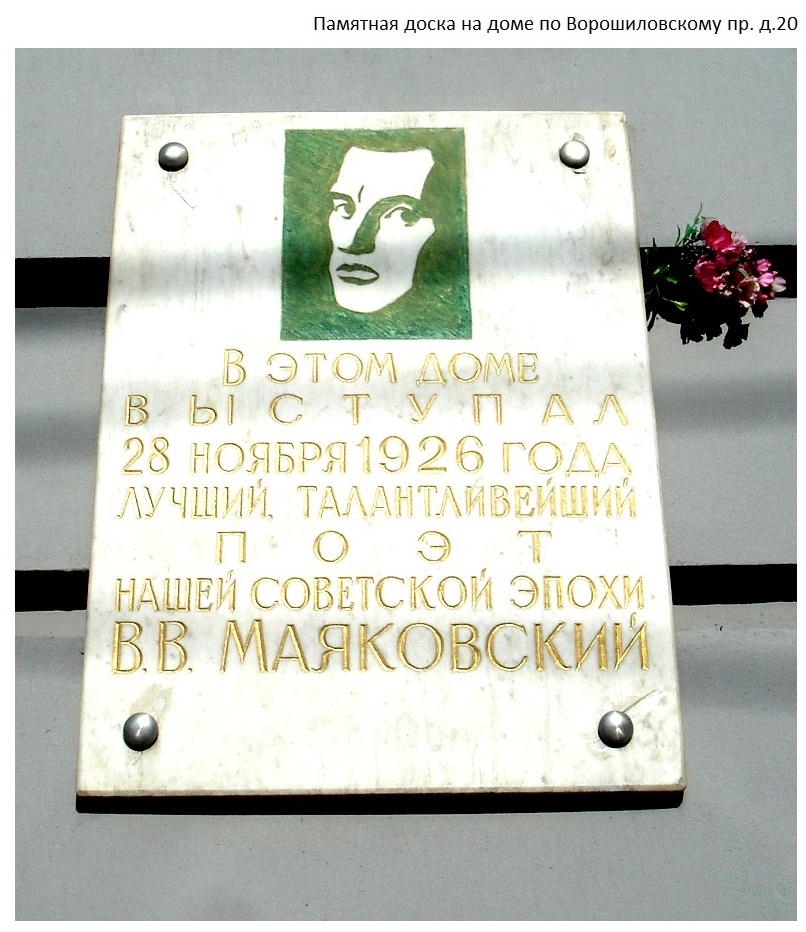 Памятная доска на доме по Ворошиловскому пр. д.20
В ЭТОМ ДОМЕ
ВЫСТУПАЛ
28 НОЯБРЯ 1926 ГОДА
ЛУЧШИЙ, ТАЛАНТЛИВЕЙШИЙ
ПОЭТ
НАШЕЙ СОВЕТСКОЙ ЭПОХИ
В.В. МАЯКОВСКИЙ